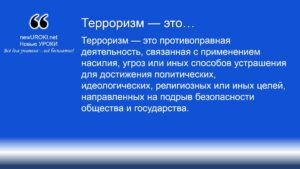 newUROKI.net
Новые УРОКИ
Всё для учителя - всё бесплатно!
Терроризм — это…
Терроризм — это противоправная
деятельность, связанная с применением
насилия, угроз или иных способов устрашения
для достижения политических,
идеологических, религиозных или иных целей,
направленных на подрыв безопасности
общества и государства.